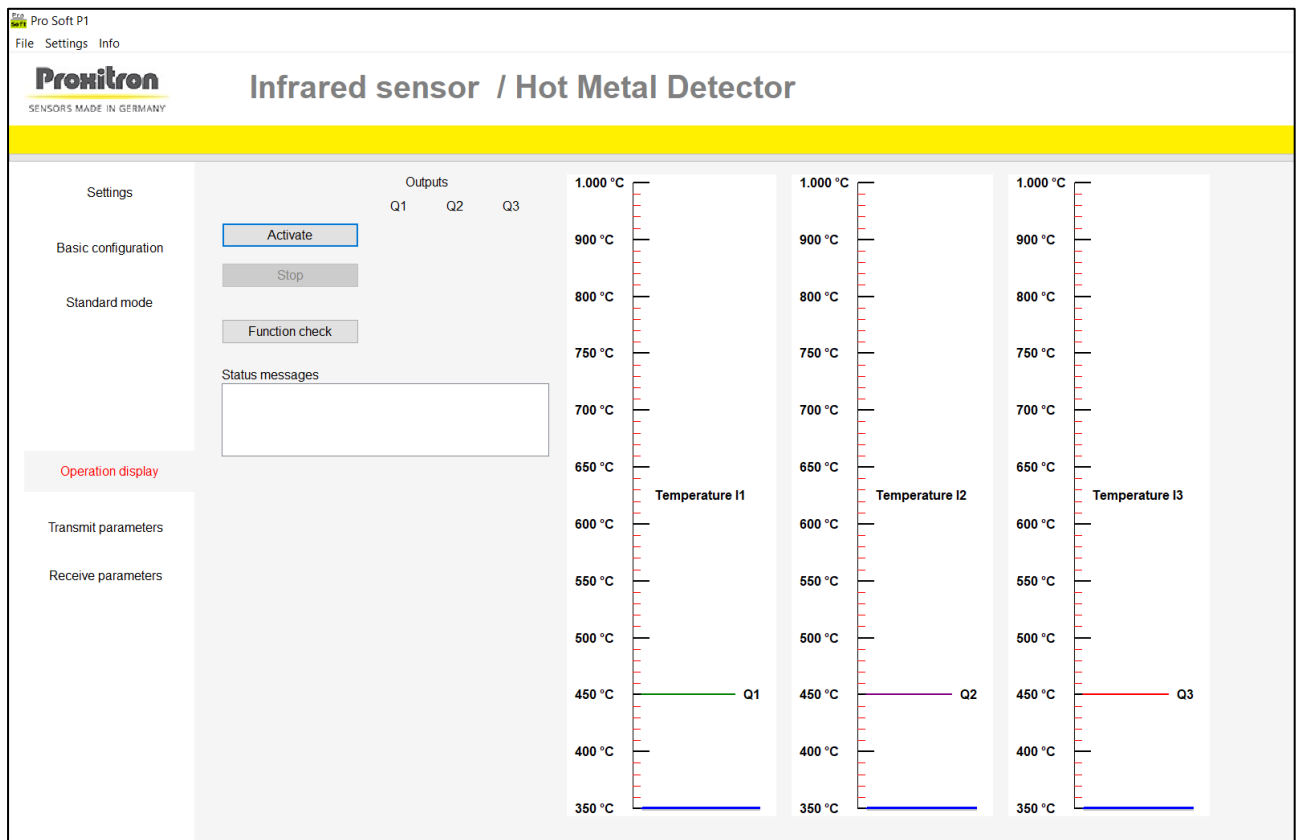 Pro Soft Pro Soft P1
File Settings Info
Proxitron
SENSORS MADE IN GERMANY
Infrared sensor / Hot Metal Detector
Settings
Basic configuration
Standard mode
Operation display
Transmit parameters
Receive parameters
Outputs
Q1 Q2 Q3
Activate
Stop
Function check
Status messages
1.000 °C
900 °C
800 °C
750 °C
700 °C
650 °C
Temperature I1
600 °C
550 °C
500 °C
450 °C Q1
400 °C
350 °C
1.000 °C
900 °C
800 °C
750 °C
700 °C
650 °C
Temperature I2
600 °C
550 °C
500 °C
450 °C Q2
400 °C
350 °C
1.000 °C
900 °C
800 °C
750 °C
700 °C
650 °C
Temperature I3
600 °C
550 °C
500 °C
450 °C Q3
400 °C
350 °C